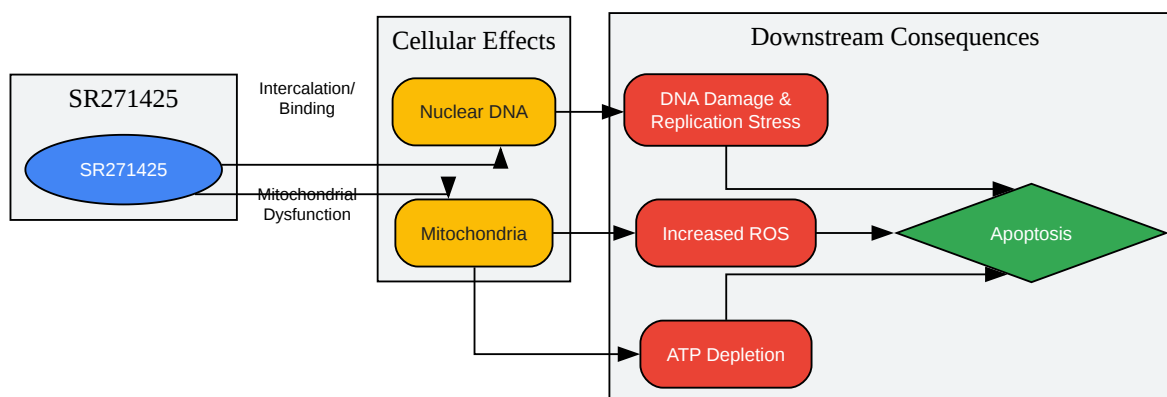 SR271425
SR271425
Intercalation/
Binding
Mitochondrial
Dysfunction
Cellular Effects
Nuclear DNA
Mitochondria
Downstream Consequences
DNA Damage &
Replication Stress
Increased ROS
ATP Depletion
Apoptosis